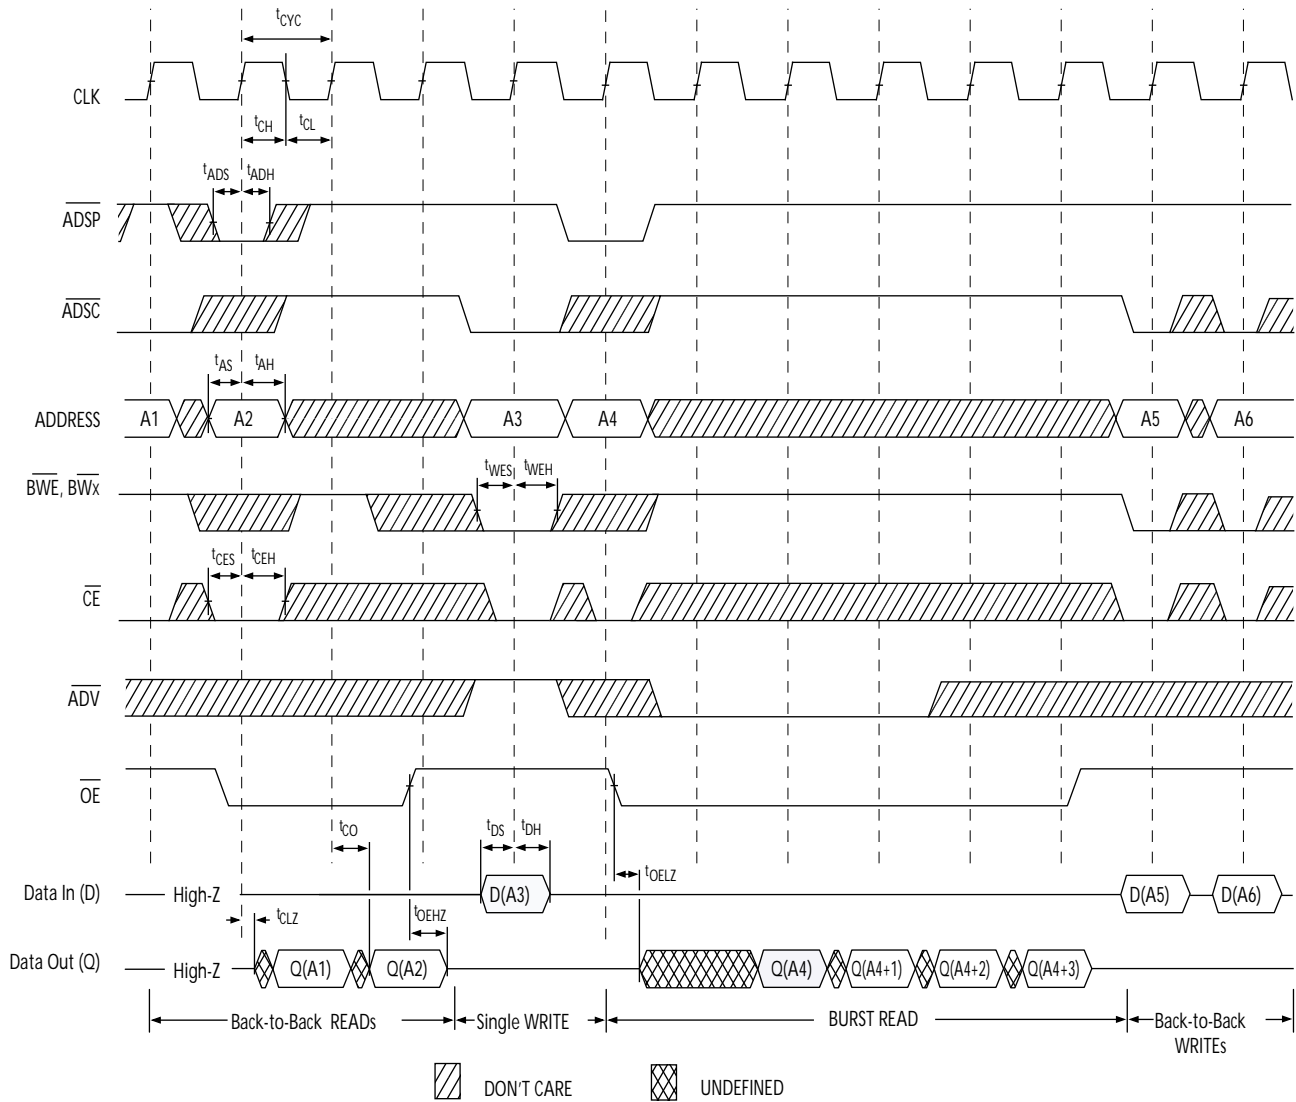 tCYC
CLK
tCH tCL
tADS tADH
ADSP
ADSC
tAS tAH
ADDRESS A1 A2 A3 A4 A5 A6
tWES tWEH
BWE, BWx
tCES tCEH
CE
ADV
OE
tCO tDS tDH
tOELZ
Data In (D) High-Z D(A3) D(A5) D(A6)
tCLZ tOEHZ
Data Out (Q) High-Z Q(A1) Q(A2) Q(A4) Q(A4+1) Q(A4+2) Q(A4+3)
Back-to-Back READs Single WRITE BURST READ Back-to-Back
WRITEs
DON'T CARE UNDEFINED